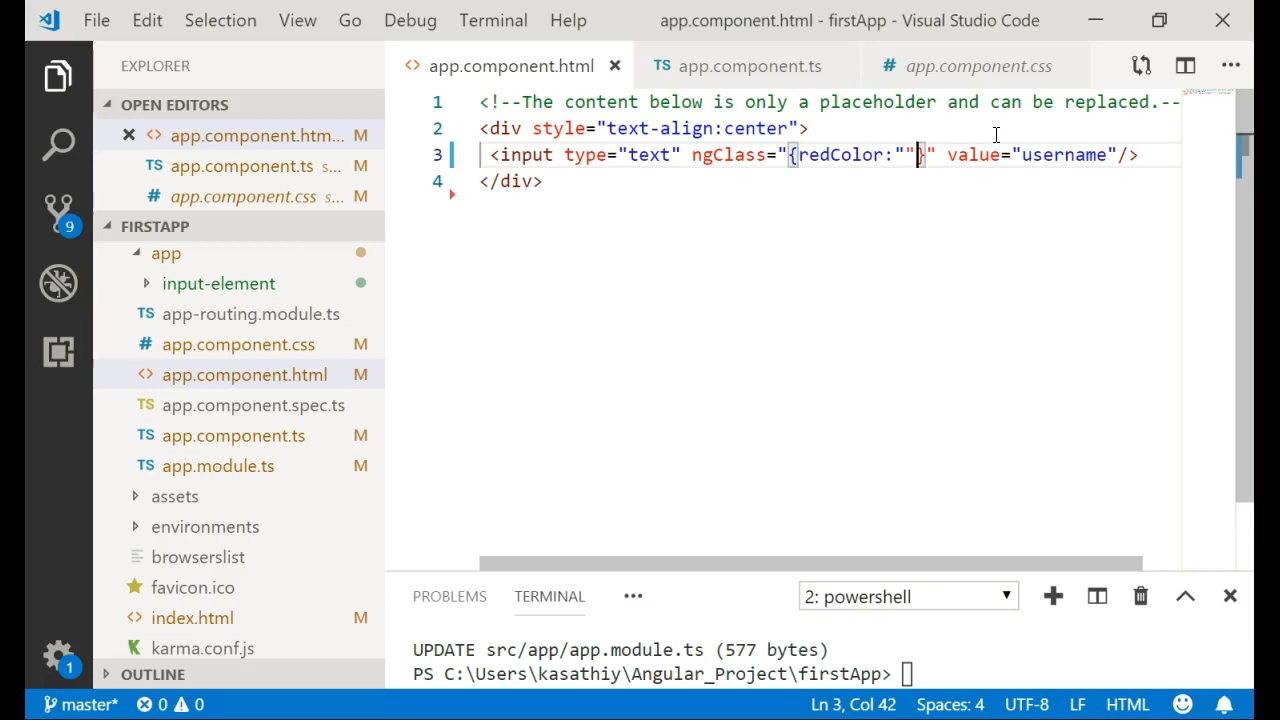 File Edit Selection View Go Debug Terminal Help app.component.html - firstApp - Visual Studio Code
EXPLORER
OPEN EDITORS
app.component.htm... M
TS app.component.ts s... M
# app.component.css s... M
FIRSTAPP
app
input-element
TS app-routing.module.ts
# app.component.css M
<> app.component.html M
TS app.component.spec.ts
TS app.component.ts M
TS app.module.ts M
assets
environments
browserslist
favicon.ico
<> index.html M
karma.conf.js
OUTLINE
9
1
<> app.component.html TS app.component.ts # app.component.css
1 <!--The content below is only a placeholder and can be replaced.--
2 <div style="text-align:center">
3 <input type="text" ngClass="{redColor:""}" value="username"/>
4 </div>
PROBLEMS TERMINAL ... 2: powershell
UPDATE src/app/app.module.ts (577 bytes)
PS C:\Users\kasathiy\Angular_Project\firstApp>
master* 0 0 Ln 3, Col 42 Spaces: 4 UTF-8 LF HTML